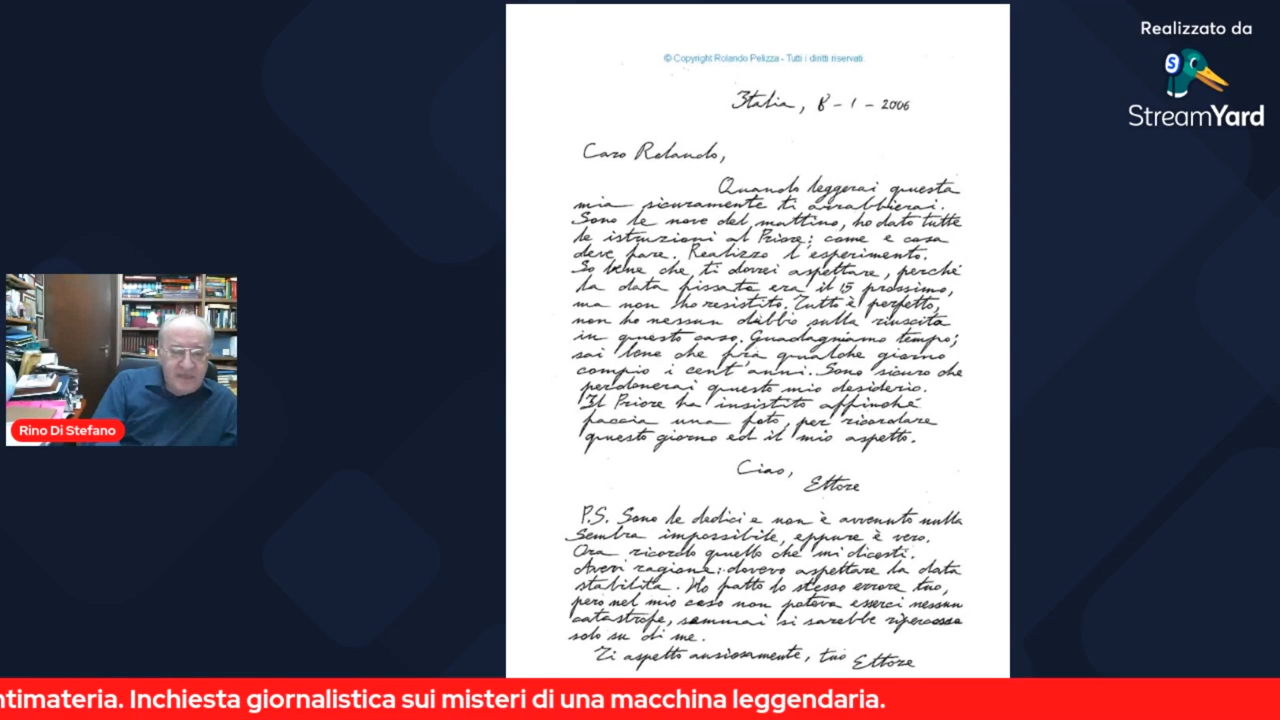 © Copyright Rolando Pelizza - Tutti i diritti riservati.
Italia, 8 - 1 - 2006
Caro Rolando,
Quando leggerai questa
mia sicuramente ti arrabbierai.
Sono le nove del mattino, ho dato tutte
le istruzioni al Priore: come e cosa
deve fare. Realizzo l'esperimento.
So bene che ti dovrei aspettare, perché
la data fissata era il 15 prossimo,
ma non ho resistito. Tutto è perfetto,
non ho nessun dubbio sulla riuscita
in questo caso. Guadagniamo tempo;
sai bene che fra qualche giorno
compio i cent'anni. Sono sicuro che
perdonerai questo mio desiderio.
Il Priore ha insistito affinché
faccia una foto, per ricordare
questo giorno ed il mio aspetto.
Ciao,
Ettore
P.S. Sono le dodici e non è avvenuto nulla
Sembra impossibile, eppure è vero.
Ora ricordo quello che mi dicesti.
Avevi ragione: dovevo aspettare la data
stabilita. Ho fatto lo stesso errore tuo,
però nel mio caso non poteva esserci nessun
catastrofe, semmai si sarebbe ripercossa
solo su di me.
Ti aspetto ansiosamente, tuo Ettore
Realizzato da
S
StreamYard
Rino Di Stefano
ntimateria. Inchiesta giornalistica sui misteri di una macchina leggendaria.